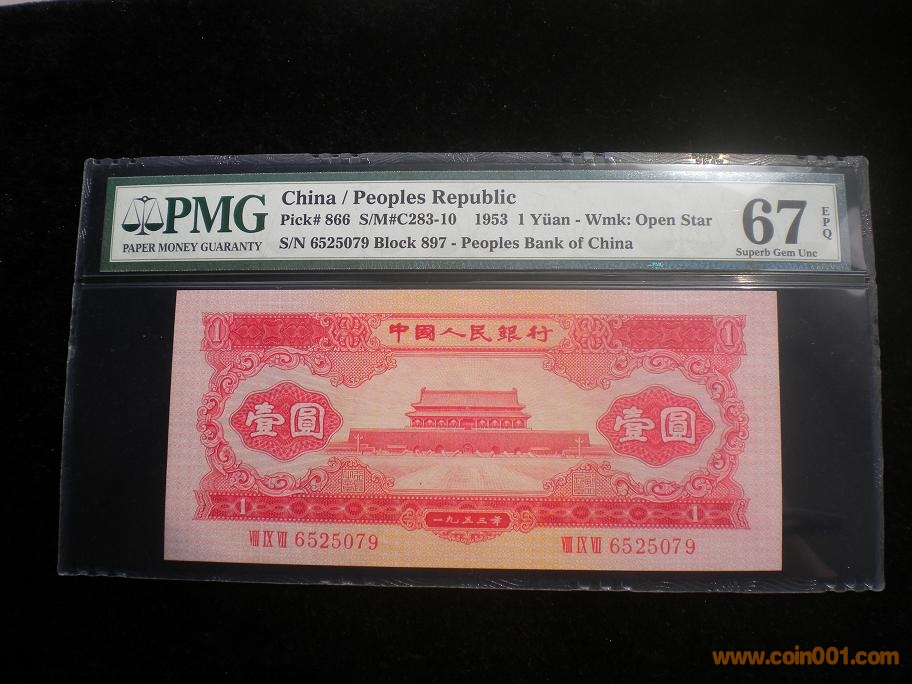 PMG
PAPER MONEY GUARANTY
China / Peoples Republic
Pick# 866 S/M#C283-10 1953 1 Yüan - Wmk: Open Star
S/N 6525079 Block 897 - Peoples Bank of China
67 EPQ
Superb Gem Unc
中國人民銀行
1 1
壹圓 壹圓
1 1
一九五三年
VIII IX VII 6525079 VIII IX VII 6525079
www.coin001.com